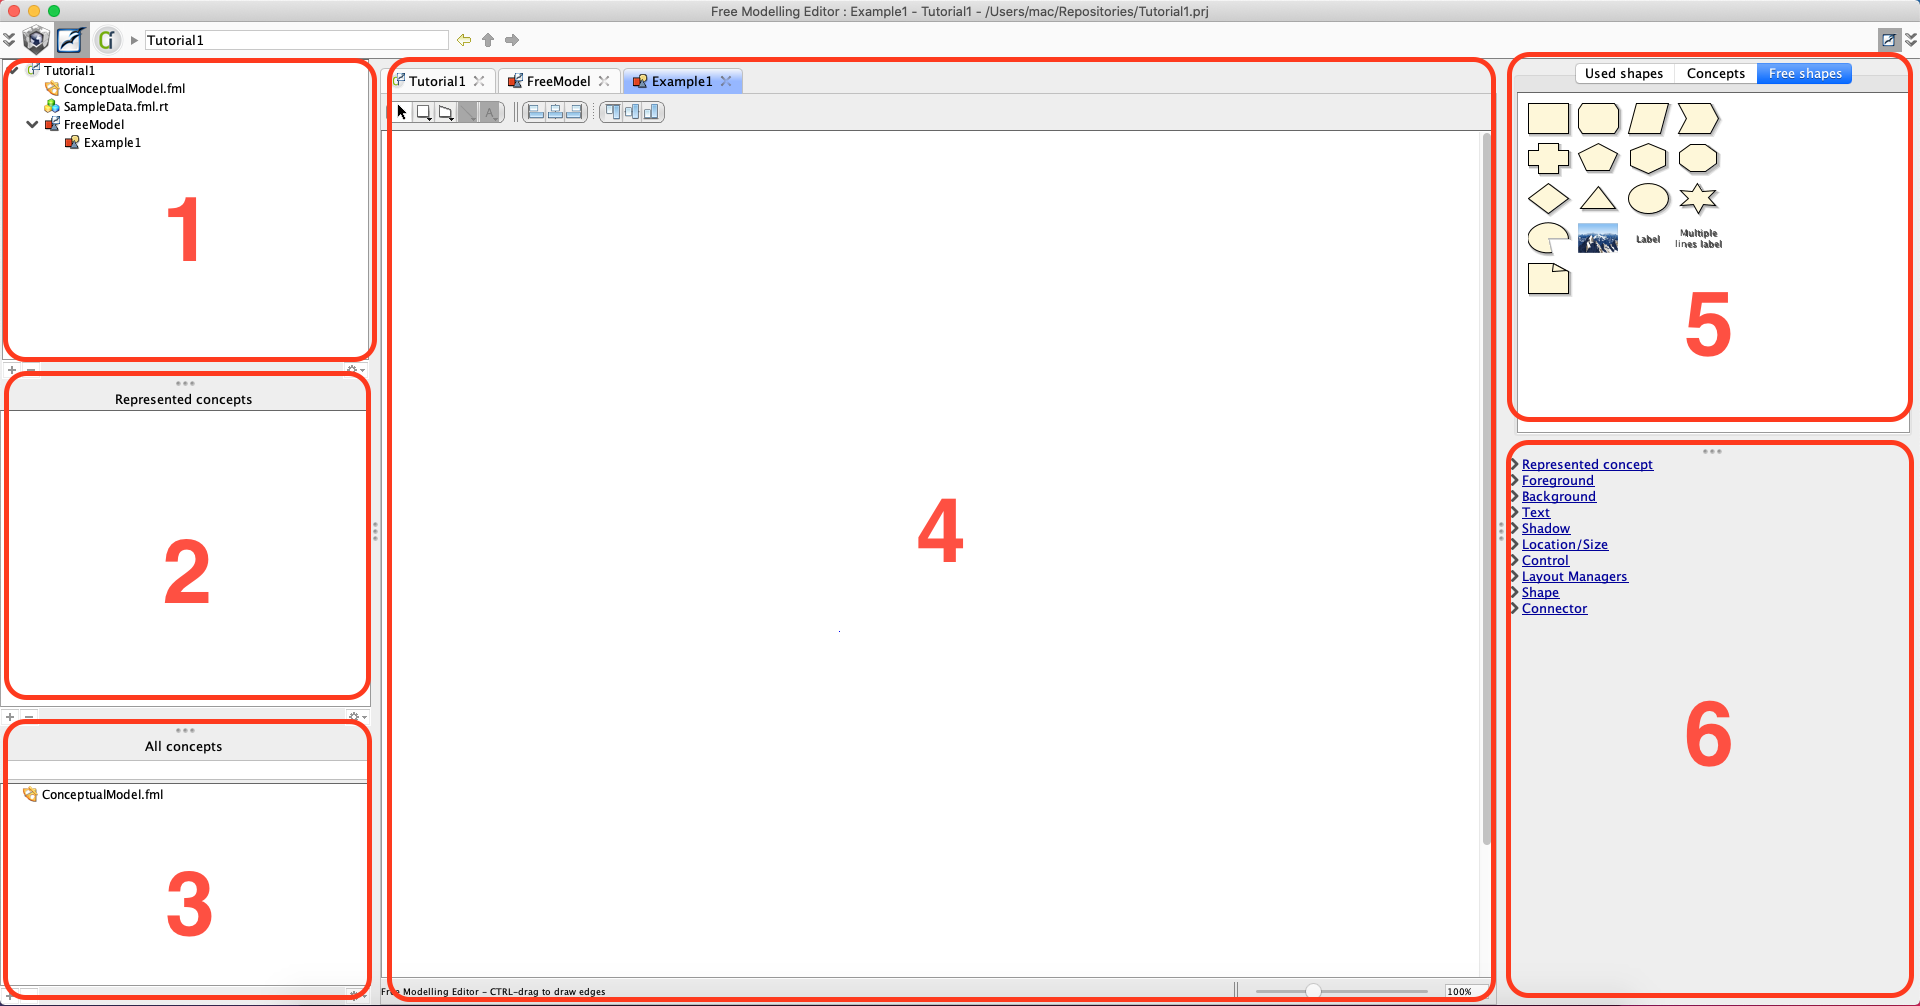 Free Modelling Editor : Example1 - Tutorial1 - /Users/mac/Repositories/Tutorial1.prj
Tutorial1
Tutorial1
ConceptualModel.fml
SampleData.fml.rt
FreeModel
Example1
1
Represented concepts
2
All concepts
ConceptualModel.fml
3
Tutorial1
FreeModel
Example1
A
4
Free Modelling Editor - CTRL-drag to draw edges
100%
Used shapes
Concepts
Free shapes
Label
Multiple
lines label
5
Represented concept
Foreground
Background
Text
Shadow
Location/Size
Control
Layout Managers
Shape
Connector
6